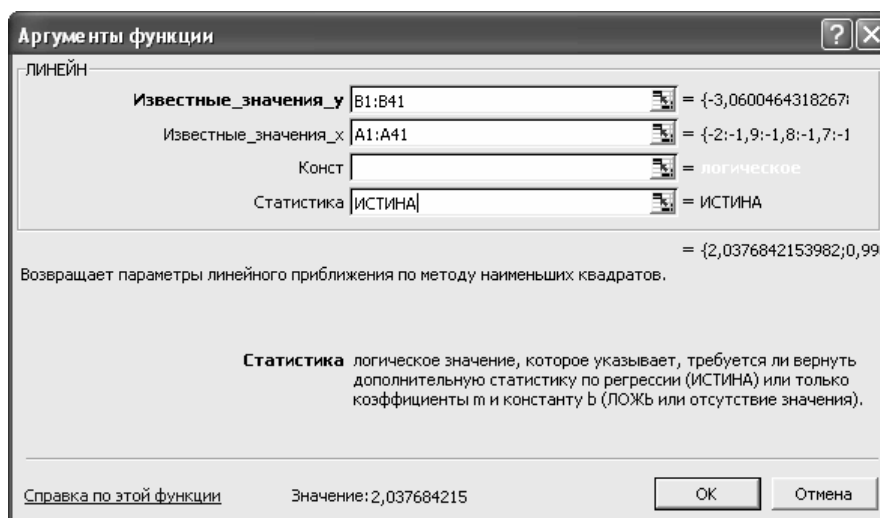 Аргументы функции
ЛИНЕЙН
Известные_значения_y B1:B41 = {-3,0600464318267
Известные_значения_x A1:A41 = {-2:-1,9:-1,8:-1,7:-1
Конст = логическое
Статистика ИСТИНА = ИСТИНА
= {2,0376842153982;0,99
Возвращает параметры линейного приближения по методу наименьших квадратов.
Статистика логическое значение, которое указывает, требуется ли вернуть
дополнительную статистику по регрессии (ИСТИНА) или только
коэффициенты m и константу b (ЛОЖЬ или отсутствие значения).
Справка по этой функции Значение:2,037684215 ОК Отмена